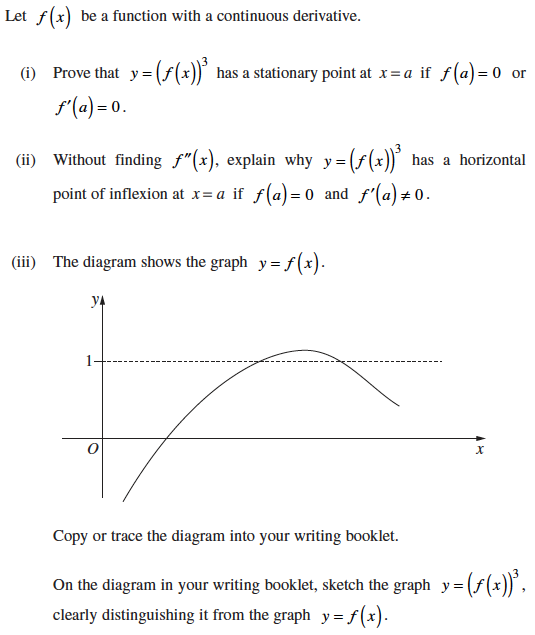 Let f(x) be a function with a continuous derivative.
(i) Prove that y = (f(x))³ has a stationary point at x = a if f(a) = 0 or
f′(a) = 0.
(ii) Without finding f″(x), explain why y = (f(x))³ has a horizontal
point of inflexion at x = a if f(a) = 0 and f′(a) ≠ 0.
(iii) The diagram shows the graph y = f(x).
y
1
O
x
Copy or trace the diagram into your writing booklet.
On the diagram in your writing booklet, sketch the graph y = (f(x))³,
clearly distinguishing it from the graph y = f(x).